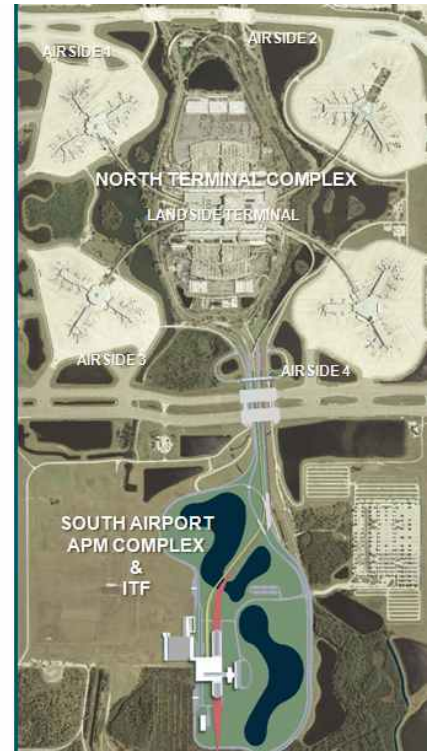 AIRSIDE 1
AIRSIDE 2
NORTH TERMINAL COMPLEX
LANDSIDE TERMINAL
AIRSIDE 3
AIRSIDE 4
SOUTH AIRPORT
APM COMPLEX
&
ITF